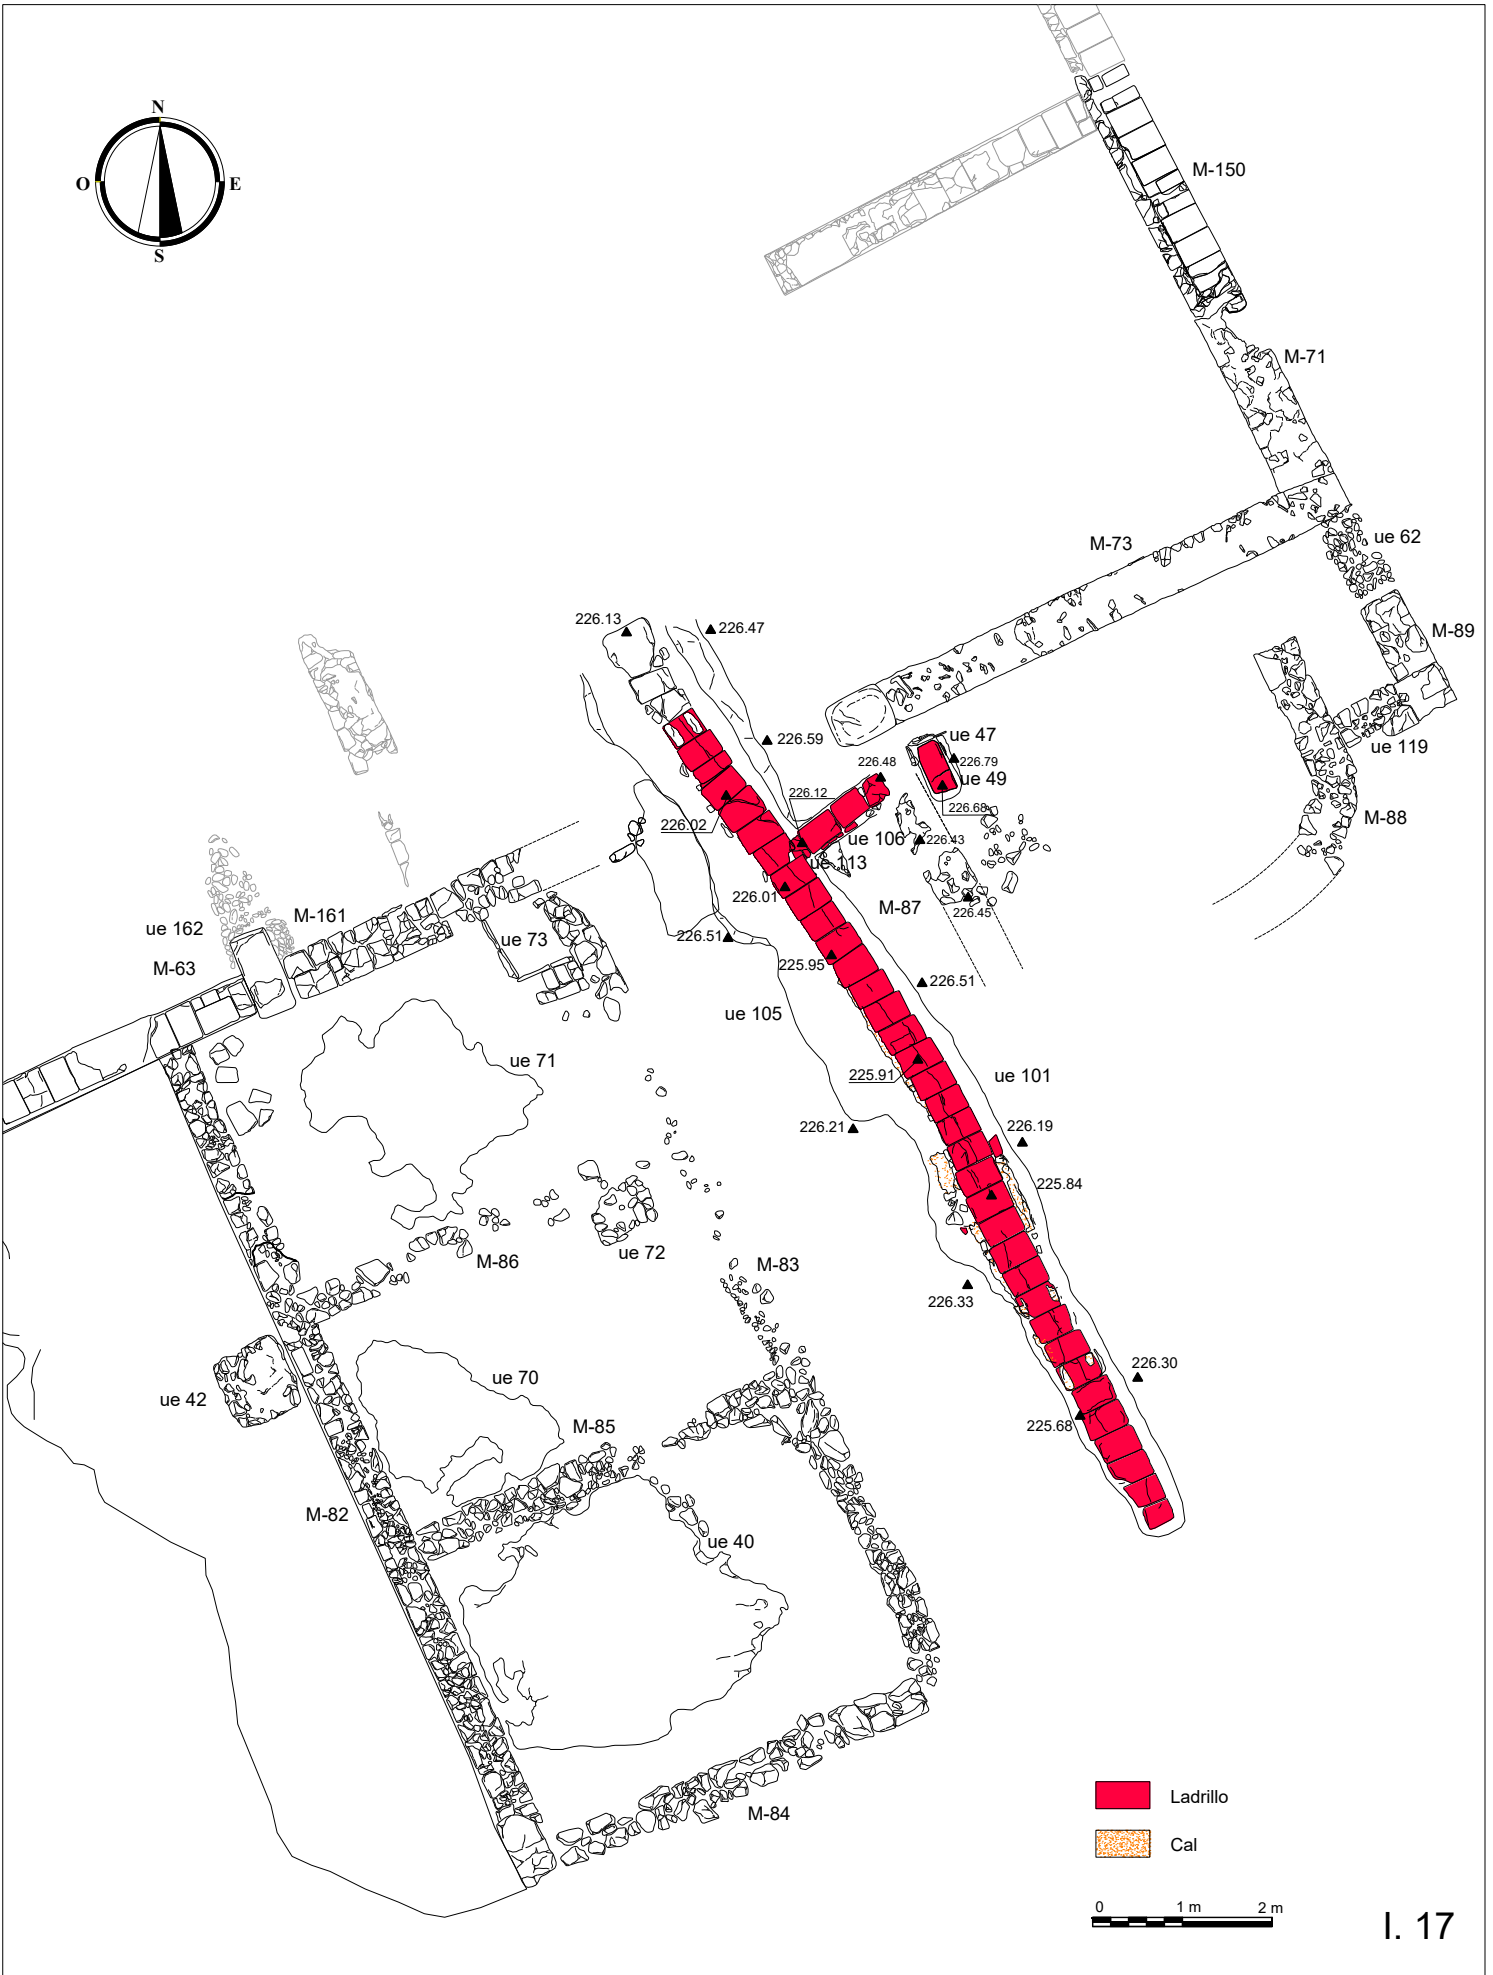 N
O
E
S
M-150
M-71
M-73
ue 62
226.13
226.47
M-89
226.59
ue 47
226.48
226.79
ue 119
ue 49
226.12
226.68
226.02
M-88
ue 106
226.43
ue 113
226.01
M-87
226.45
M-161
ue 162
226.51
ue 73
M-63
225.95
226.51
ue 105
ue 71
225.91
ue 101
226.21
226.19
225.84
ue 72
M-86
M-83
226.33
226.30
ue 70
ue 42
M-85
225.68
M-82
ue 40
Ladrillo
M-84
Cal
0 1 m 2 m
I. 17